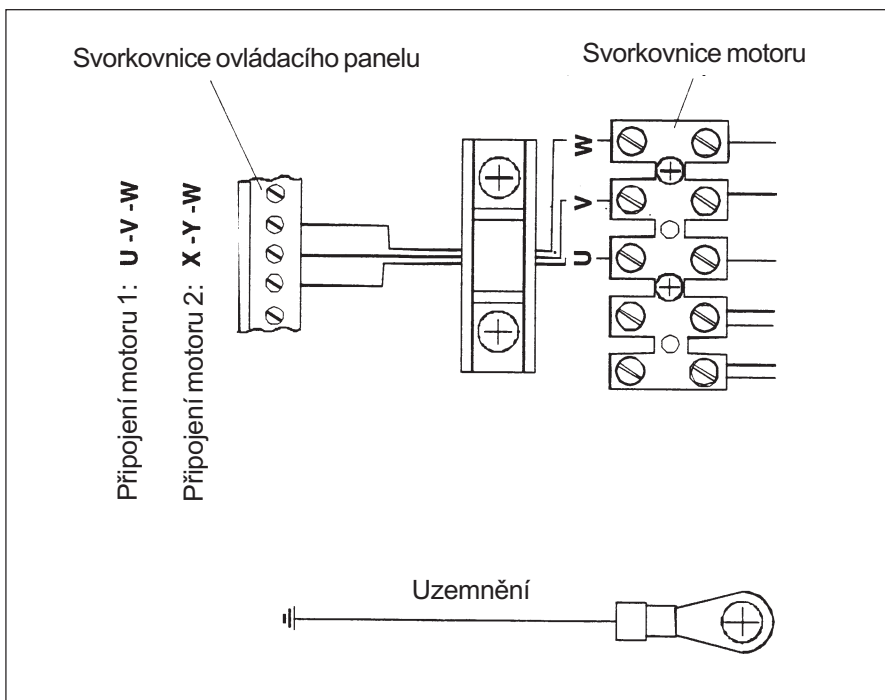 Svorkovnice ovládacího panelu
Svorkovnice motoru
Připojení motoru 1: U -V -W
Připojení motoru 2: X -Y -W
W
V
U
Uzemnění